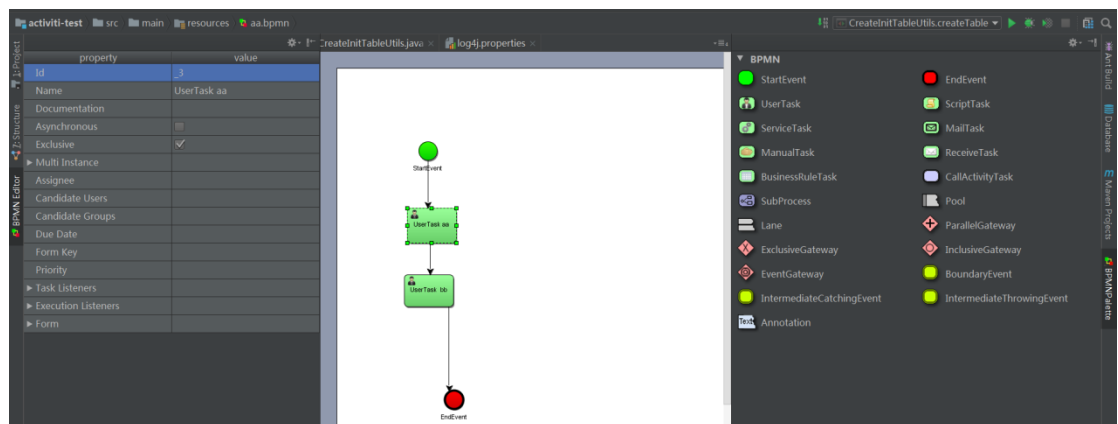 activiti-test src main resources aa.bpmn
CreateInitTableUtils.createTable
1: Project
7: Structure
BPMN Editor
property value
Id _3
Name UserTask aa
Documentation
Asynchronous
Exclusive
Multi Instance
Assignee
Candidate Users
Candidate Groups
Due Date
Form Key
Priority
Task Listeners
Execution Listeners
Form
CreateInitTableUtils.java log4j.properties
StartEvent
UserTask aa
UserTask bb
EndEvent
BPMN
StartEvent EndEvent
UserTask ScriptTask
ServiceTask MailTask
ManualTask ReceiveTask
BusinessRuleTask CallActivityTask
SubProcess Pool
Lane ParallelGateway
ExclusiveGateway InclusiveGateway
EventGateway BoundaryEvent
IntermediateCatchingEvent IntermediateThrowingEvent
Text Annotation
Ant Build
Database
m Maven Projects
BPMNPalette